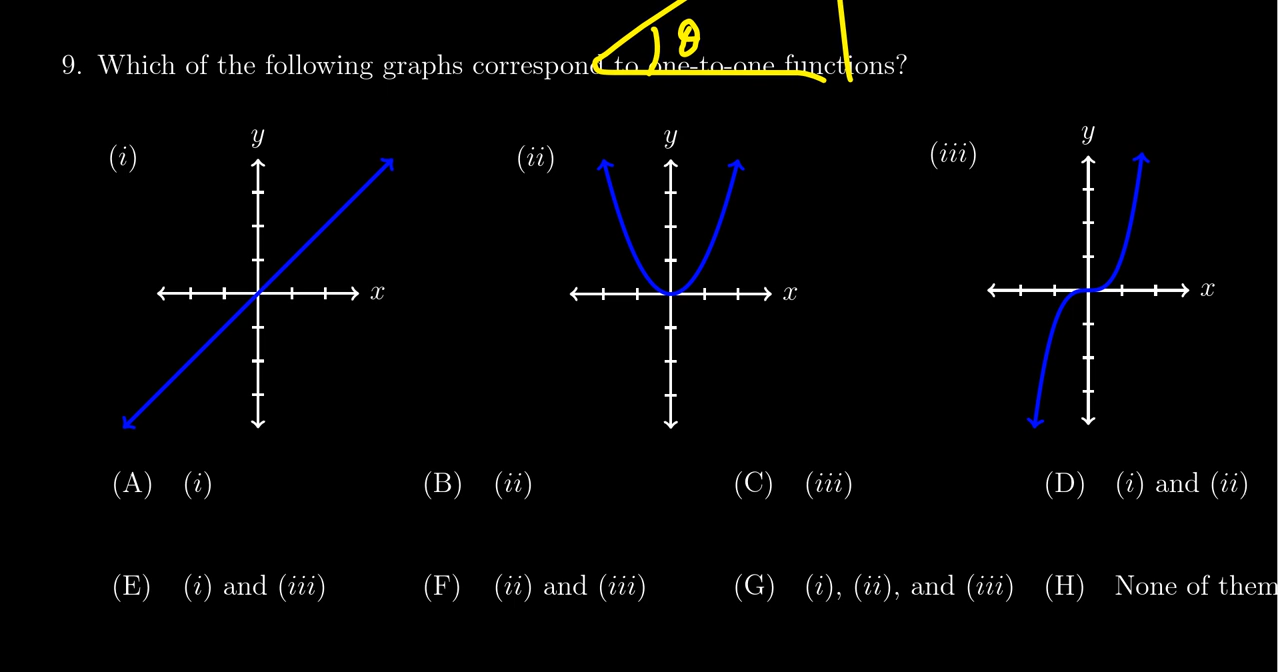 θ
9. Which of the following graphs correspond to one-to-one functions?
(i) y x
(ii) y x
(iii) y x
(A) (i) (B) (ii) (C) (iii) (D) (i) and (ii)
(E) (i) and (iii) (F) (ii) and (iii) (G) (i), (ii), and (iii) (H) None of them